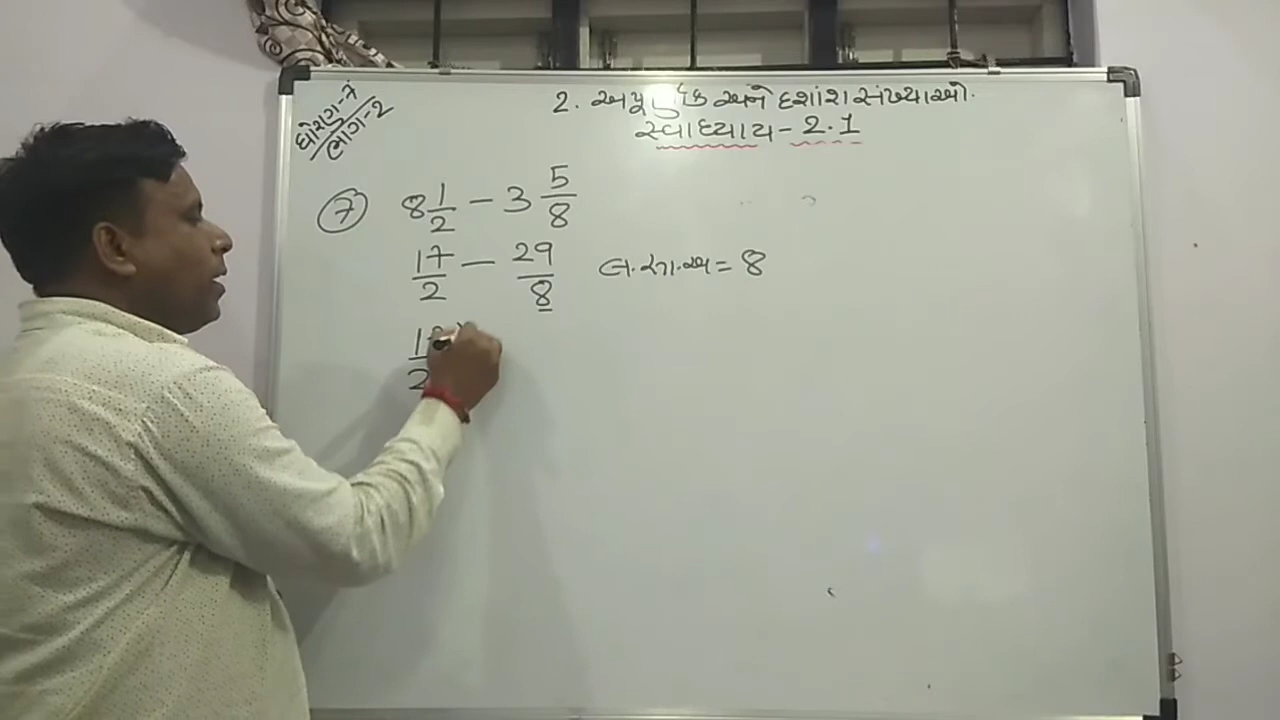 ધોરણ-7
ભાગ-2
2. અપૂર્ણાંક અને દશાંશ સંખ્યાઓ.
સ્વાધ્યાય - 2.1
7 8 1/2 - 3 5/8
17/2 - 29/8 લ.સા.અ = 8